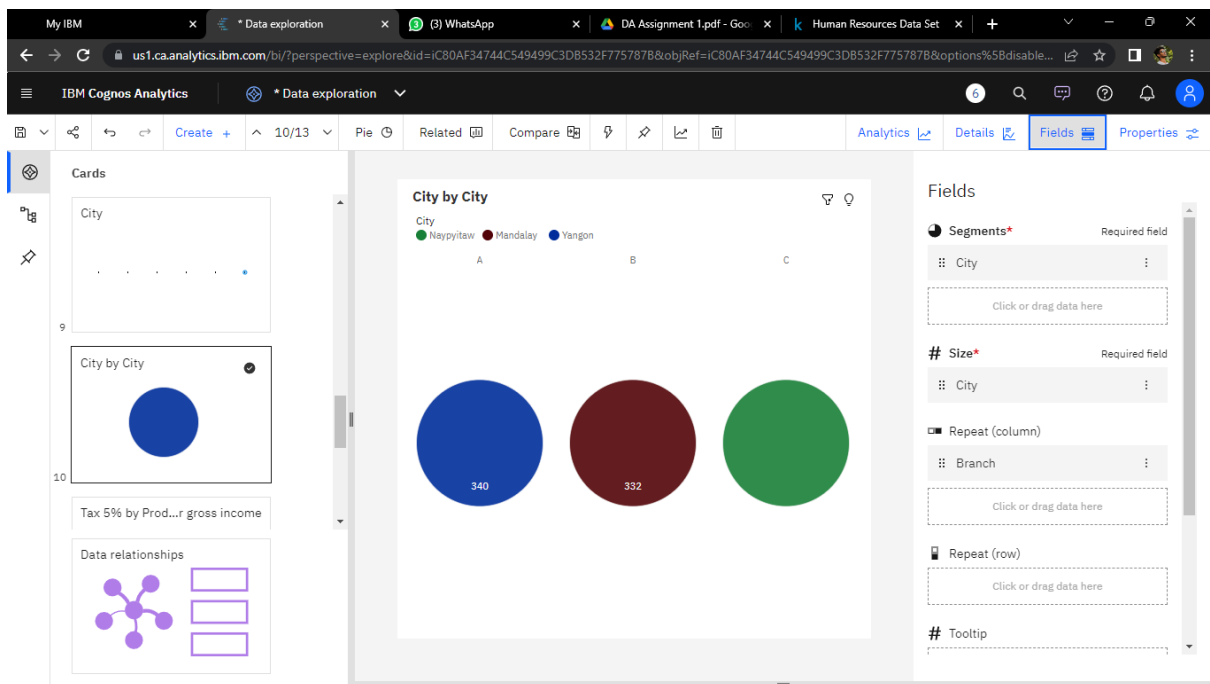 My IBM
* Data exploration
(3) WhatsApp
DA Assignment 1.pdf - Goo
Human Resources Data Set
us1.ca.analytics.ibm.com/bi/?perspective=explore&id=iC80AF34744C549499C3DB532F775787B&objRef=iC80AF34744C549499C3DB532F775787B&options%5Bdisable...
IBM Cognos Analytics
* Data exploration
6
Create +
10/13
Pie
Related
Compare
Analytics
Details
Fields
Properties
Cards
City
9
City by City
10
Tax 5% by Prod...r gross income
Data relationships
City by City
City
Naypyitaw Mandalay Yangon
A B C
340 332
Fields
Segments* Required field
City
Click or drag data here
# Size* Required field
City
Repeat (column)
Branch
Click or drag data here
Repeat (row)
Click or drag data here
# Tooltip